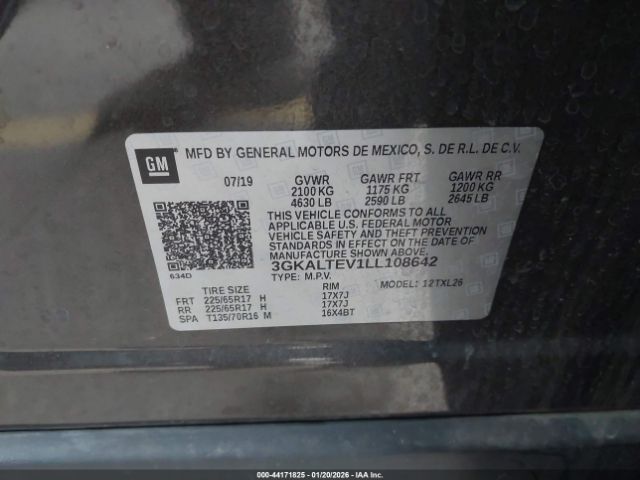 GM MFD BY GENERAL MOTORS DE MEXICO, S. DE R.L. DE C.V.
07/19 GVWR GAWR FRT GAWR RR
2100 KG 1175 KG 1200 KG
4630 LB 2590 LB 2645 LB
THIS VEHICLE CONFORMS TO ALL
APPLICABLE U.S. FEDERAL MOTOR
VEHICLE SAFETY AND THEFT
PREVENTION STANDARDS IN
EFFECT ON THE DATE OF
MANUFACTURE SHOWN ABOVE.
3GKALTEV1LL108642
634D TYPE: M.P.V. MODEL: 12TXL26
TIRE SIZE RIM
FRT 225/65R17 H 17X7J
RR 225/65R17 H 17X7J
SPA T135/70R16 M 16X4BT
000-44171825 - 01/20/2026 - IAAI.COM